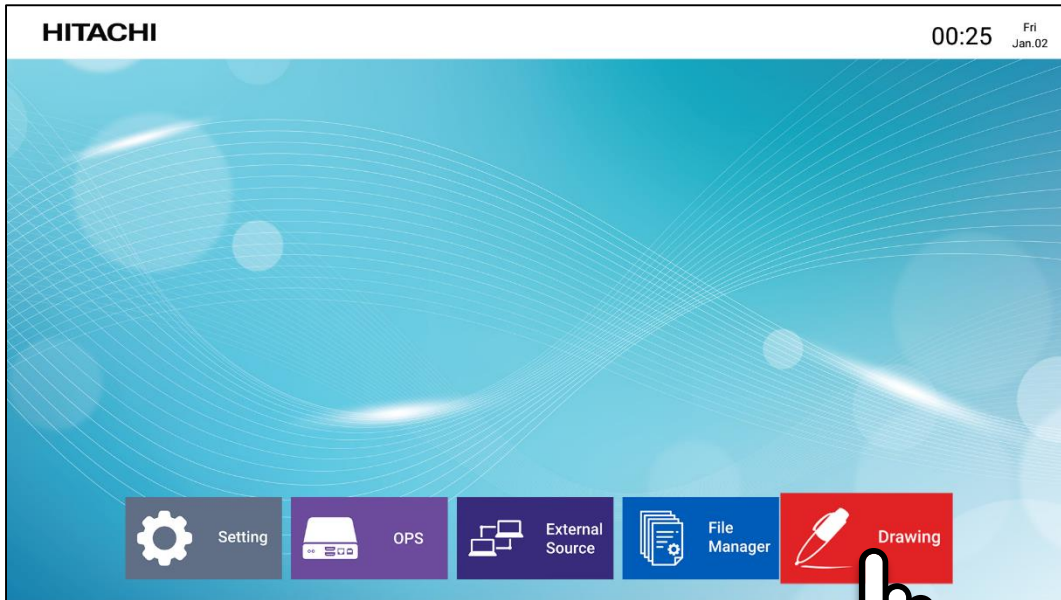 HITACHI
00:25
Fri
Jan.02
Setting
OPS
External
Source
File
Manager
Drawing